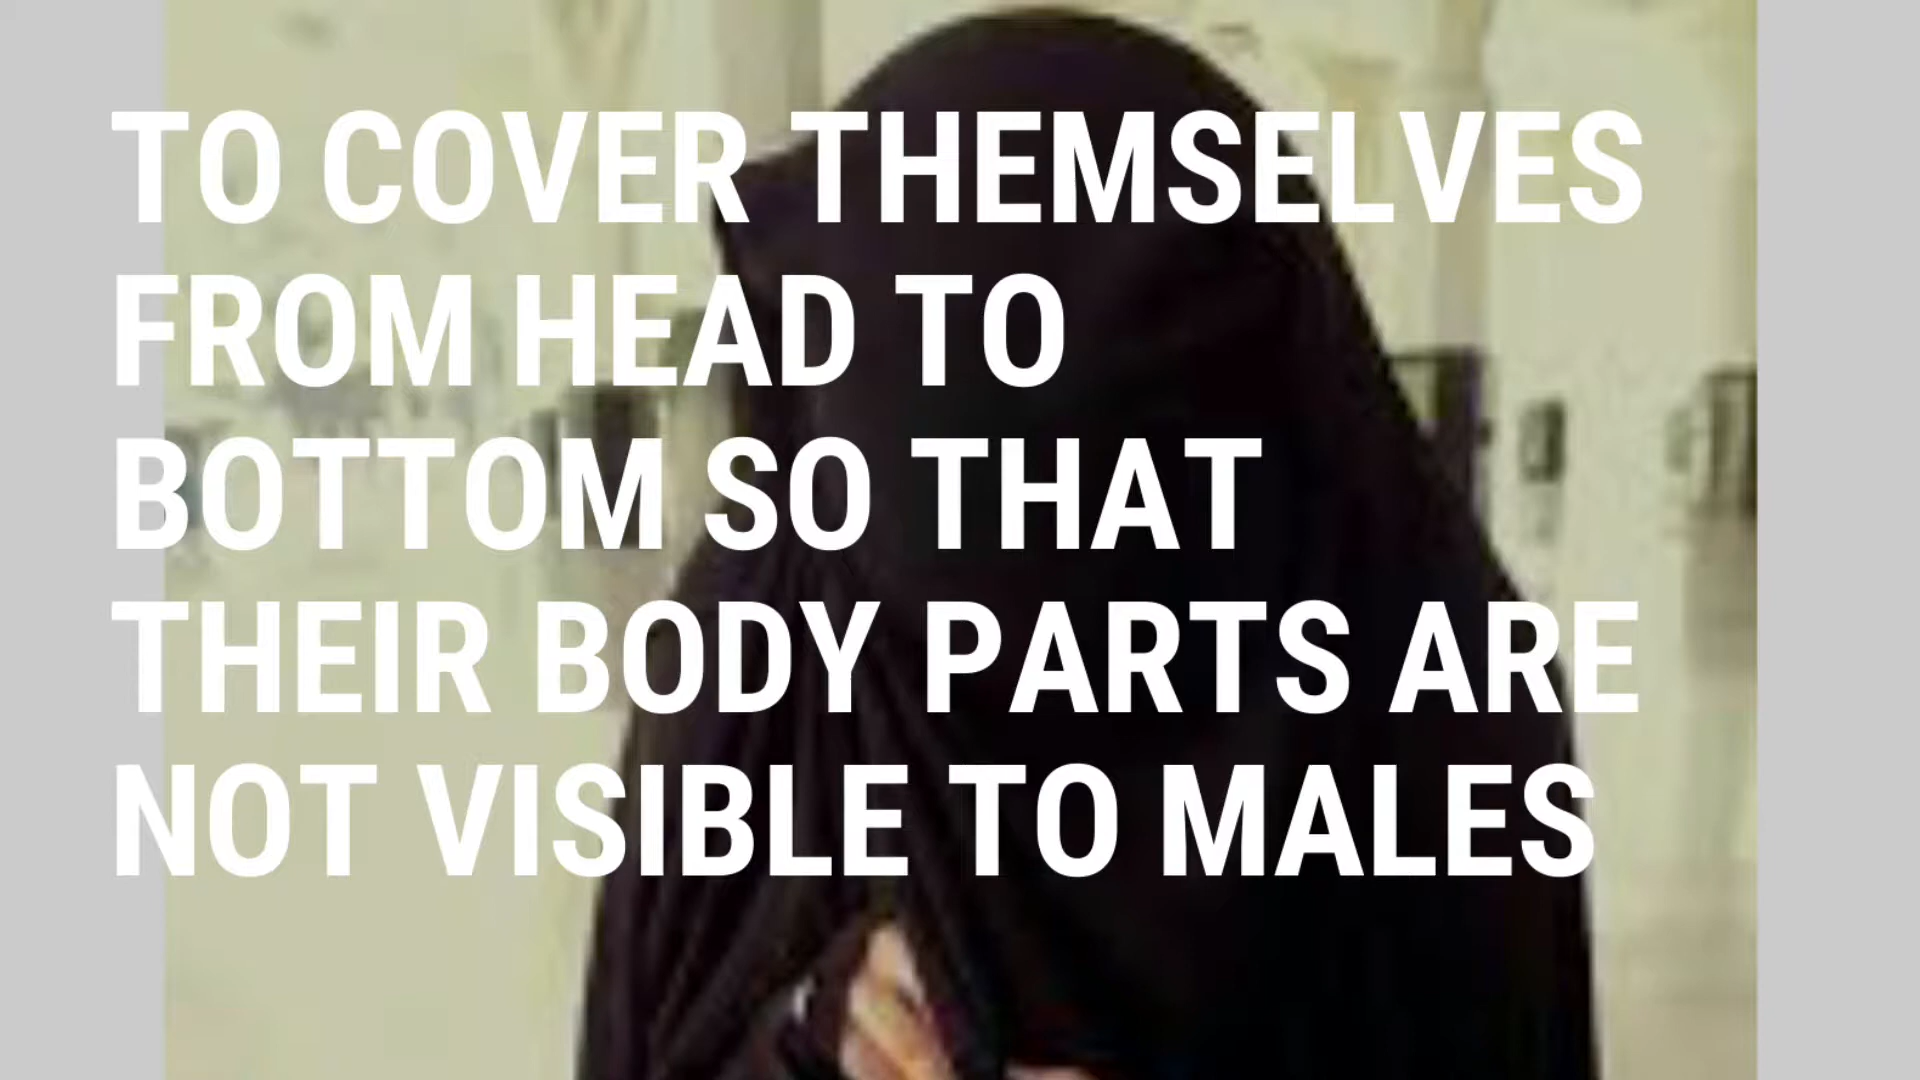 TO COVER THEMSELVES
FROM HEAD TO
BOTTOM SO THAT
THEIR BODY PARTS ARE
NOT VISIBLE TO MALES